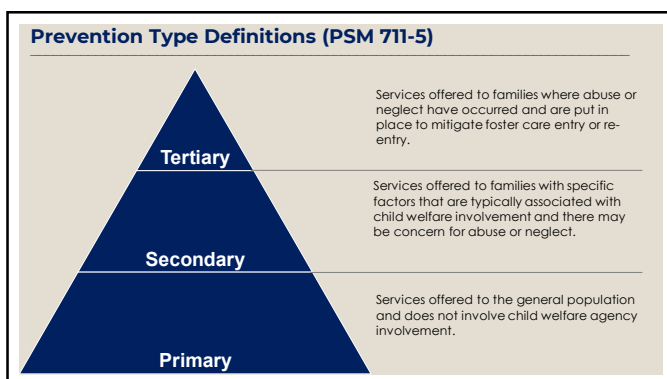 Prevention Type Definitions (PSM 711-5)
Services offered to families where abuse or
neglect have occurred and are put in
place to mitigate foster care entry or re-
entry.
Tertiary
Services offered to families with specific
factors that are typically associated with
child welfare involvement and there may
be concern for abuse or neglect.
Secondary
Services offered to the general population
and does not involve child welfare agency
involvement.
Primary